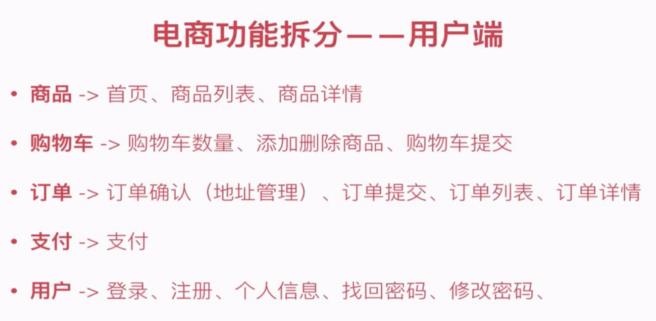 电商功能拆分——用户端
• 商品 -> 首页、商品列表、商品详情
• 购物车 -> 购物车数量、添加删除商品、购物车提交
• 订单 -> 订单确认（地址管理）、订单提交、订单列表、订单详情
• 支付 -> 支付
• 用户 -> 登录、注册、个人信息、找回密码、修改密码、